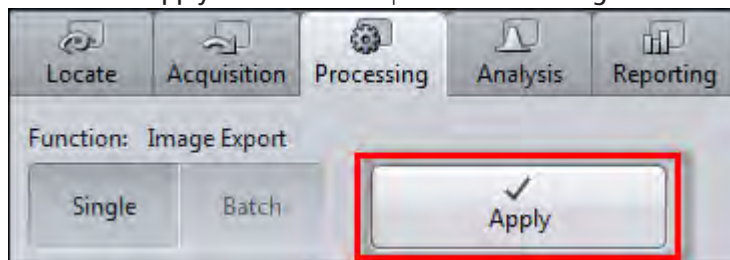 Locate Acquisition Processing Analysis Reporting
Function: Image Export
Single Batch Apply